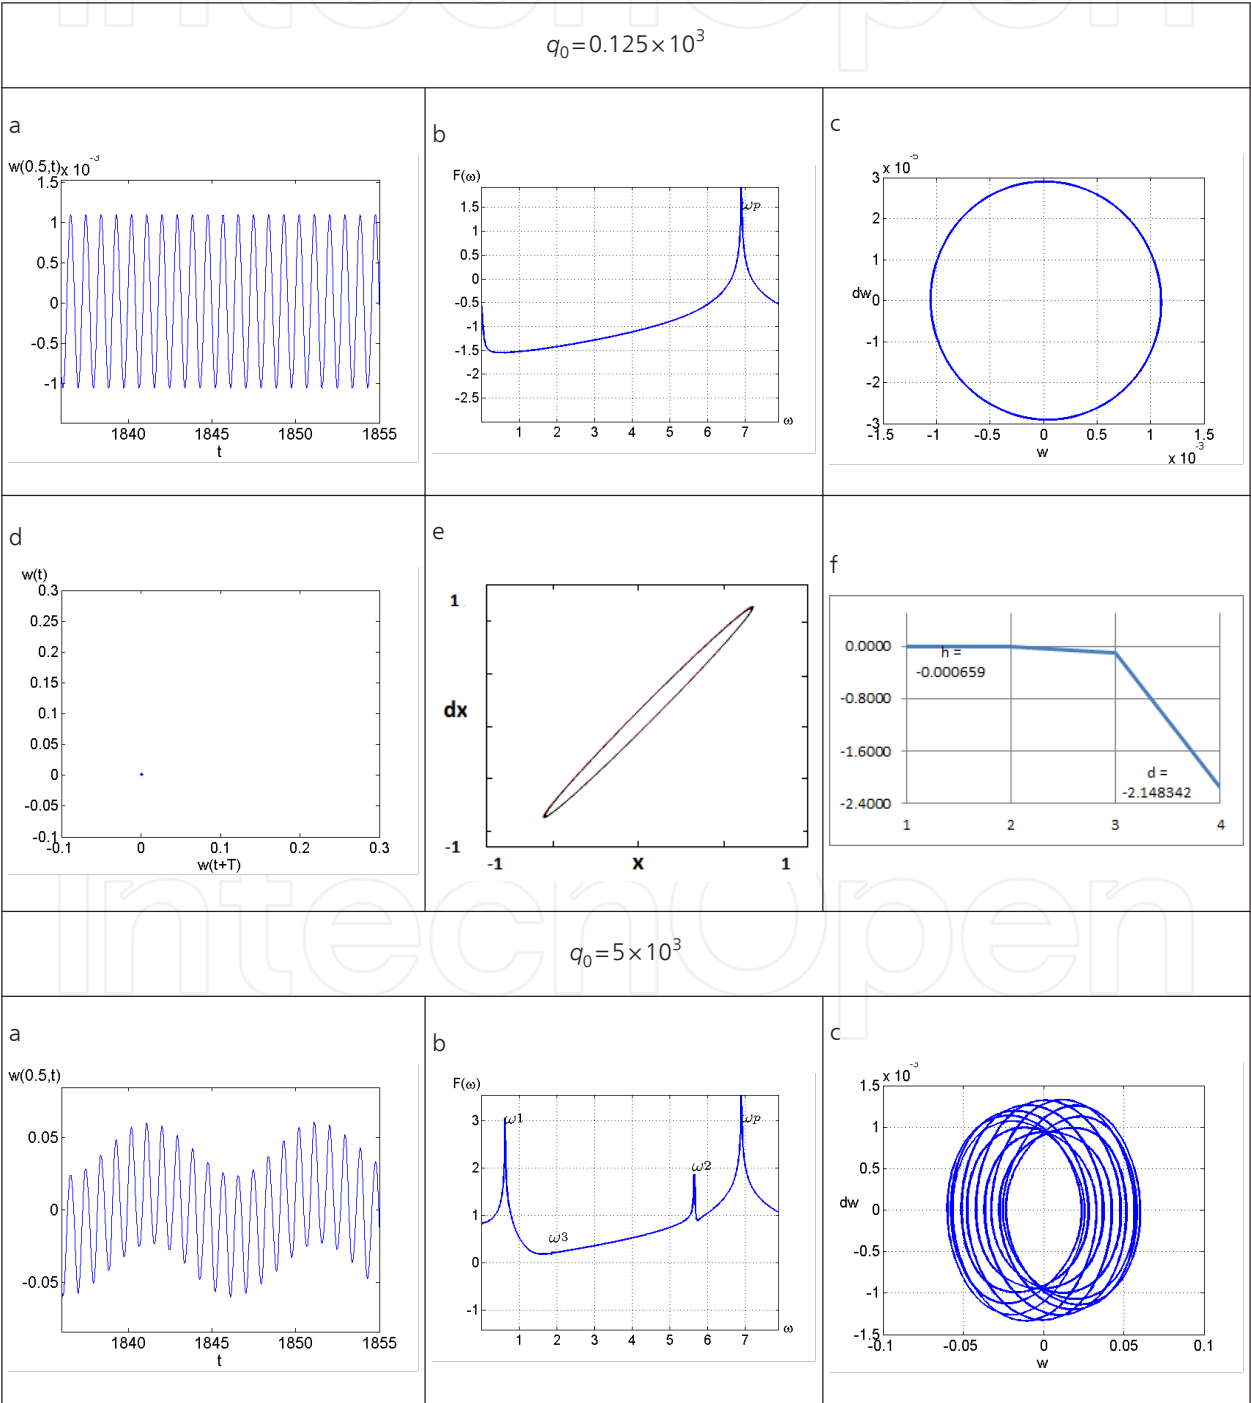 IntechOpen
q₀=0.125×10³
a
w(0.5,t) x 10⁻³
1.5
1
0.5
0
-0.5
-1
1840 1845 1850 1855
t
b
F(ω)
1.5
1
0.5
0
-0.5
-1
-1.5
-2
-2.5
ωp
1 2 3 4 5 6 7 ω
c
x 10⁻⁵
3
2
1
dw 0
-1
-2
-3
-1.5 -1 -0.5 0 0.5 1 1.5
w x 10⁻³
d
w(t)
0.3
0.25
0.2
0.15
0.1
0.05
0
-0.05
-0.1
-0.1 0 0.1 0.2 0.3
w(t+T)
e
1
dx
-1
-1 x 1
f
0.0000
-0.8000
-1.6000
-2.4000
h =
-0.000659
d =
-2.148342
1 2 3 4
IntechOpen
q₀=5×10³
a
w(0.5,t)
0.05
0
-0.05
1840 1845 1850 1855
t
b
F(ω)
3
2
1
0
-1
ω1
ω3
ω2
ωp
1 2 3 4 5 6 7 ω
c
x 10⁻³
1.5
1
0.5
dw 0
-0.5
-1
-1.5
-0.1 -0.05 0 0.05 0.1
w